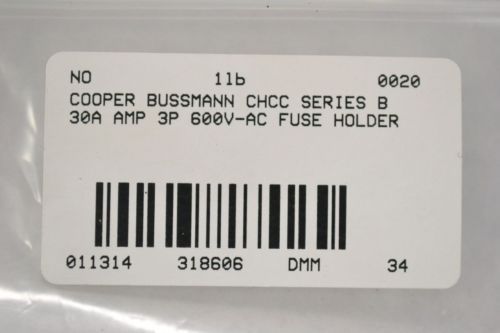 NO 1lb 0020
COOPER BUSSMANN CHCC SERIES B
30A AMP 3P 600V-AC FUSE HOLDER
011314 318606 DMM 34